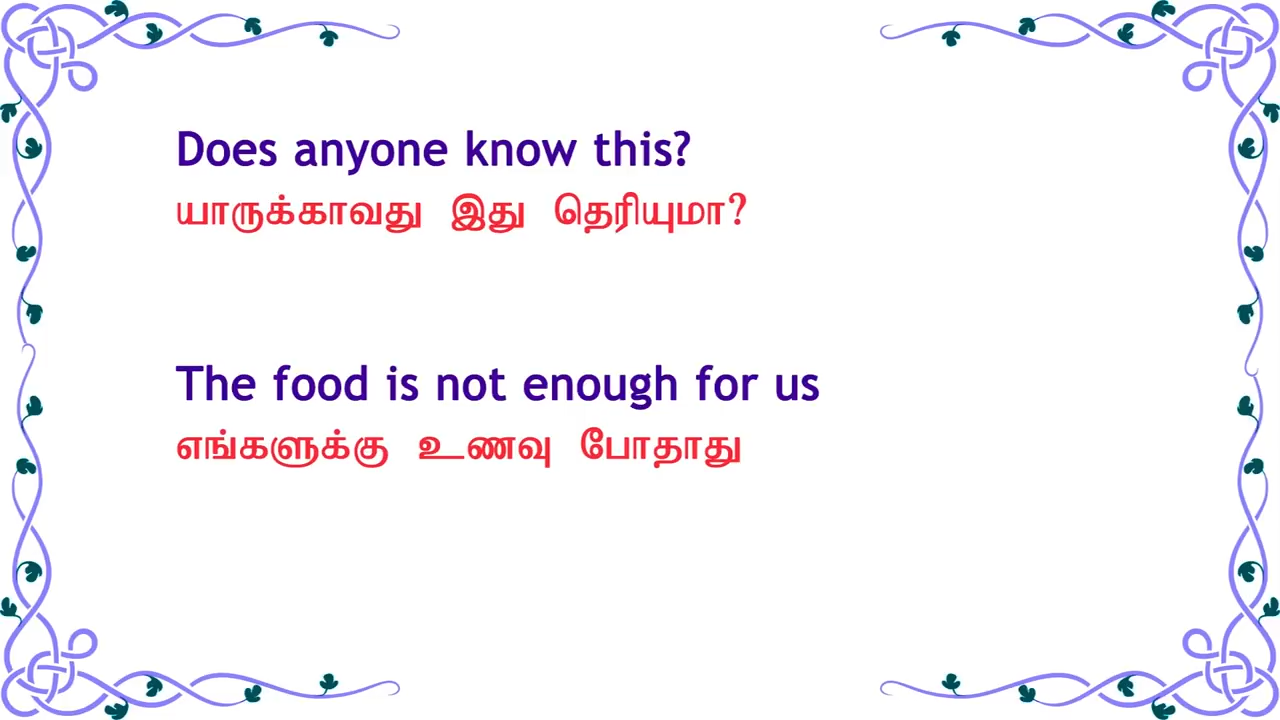 Does anyone know this?
யாருக்காவது இது தெரியுமா?
The food is not enough for us
எங்களுக்கு உணவு போதாது